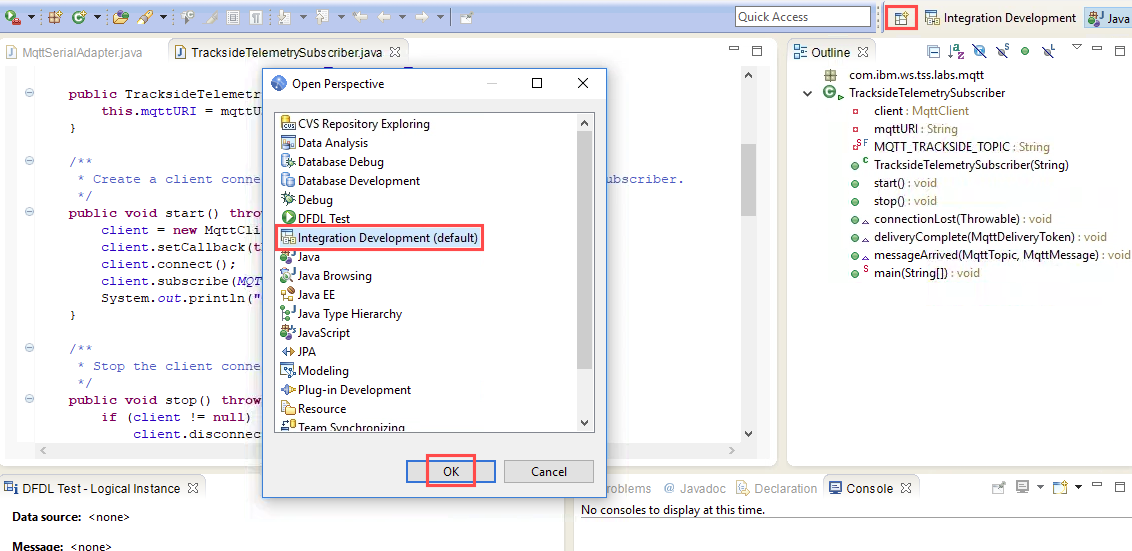 Quick Access
Integration Development
Java
MqttSerialAdapter.java
TracksideTelemetrySubscriber.java
public TracksideTelemetr
this.mqttURI = mqttU
}
/**
* Create a client conne
ubscriber.
*/
public void start() throw
client = new MqttClie
client.setCallback(th
client.connect();
client.subscribe(MQT
System.out.println("
}
/**
* Stop the client conne
*/
public void stop() throw
if (client != null)
client.disconnec
Open Perspective
CVS Repository Exploring
Data Analysis
Database Debug
Database Development
Debug
DFDL Test
Integration Development (default)
Java
Java Browsing
Java EE
Java Type Hierarchy
JavaScript
JPA
Modeling
Plug-in Development
Resource
Team Synchronizing
OK
Cancel
Outline
com.ibm.ws.tss.labs.mqtt
TracksideTelemetrySubscriber
client : MqttClient
mqttURI : String
MQTT_TRACKSIDE_TOPIC : String
TracksideTelemetrySubscriber(String)
start() : void
stop() : void
connectionLost(Throwable) : void
deliveryComplete(MqttDeliveryToken) : void
messageArrived(MqttTopic, MqttMessage) : void
main(String[]) : void
DFDL Test - Logical Instance
Data source: <none>
Message: <none>
roblems
@ Javadoc
Declaration
Console
No consoles to display at this time.